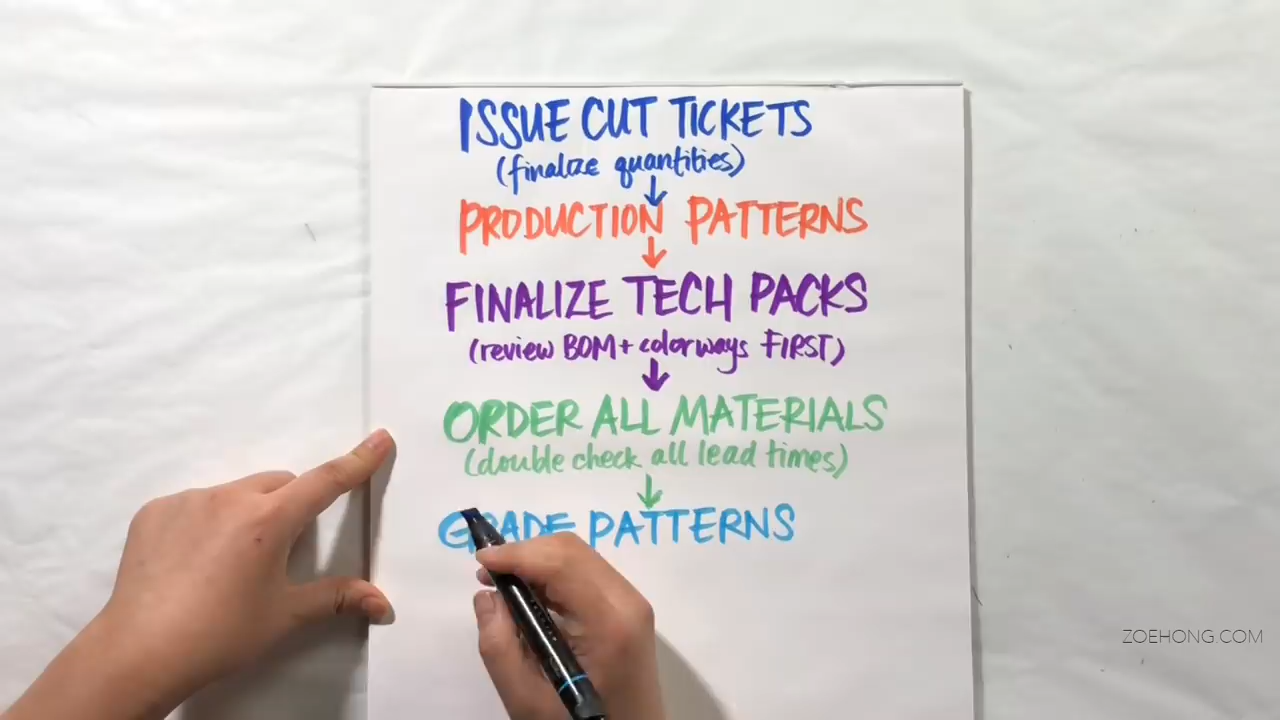 ISSUE CUT TICKETS
(finalize quantities)
PRODUCTION PATTERNS
FINALIZE TECH PACKS
(review BOM + colorways FIRST)
ORDER ALL MATERIALS
(double check all lead times)
GRADE PATTERNS
ZOEHONG.COM